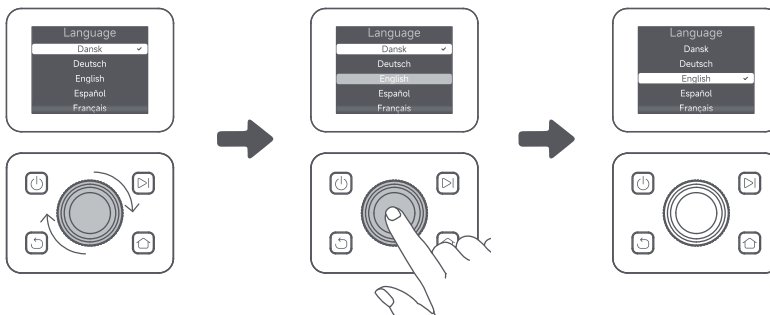 Language
Dansk
Deutsch
English
Español
Français
Language
Dansk
Deutsch
English
Español
Français
Language
Dansk
Deutsch
English
Español
Français